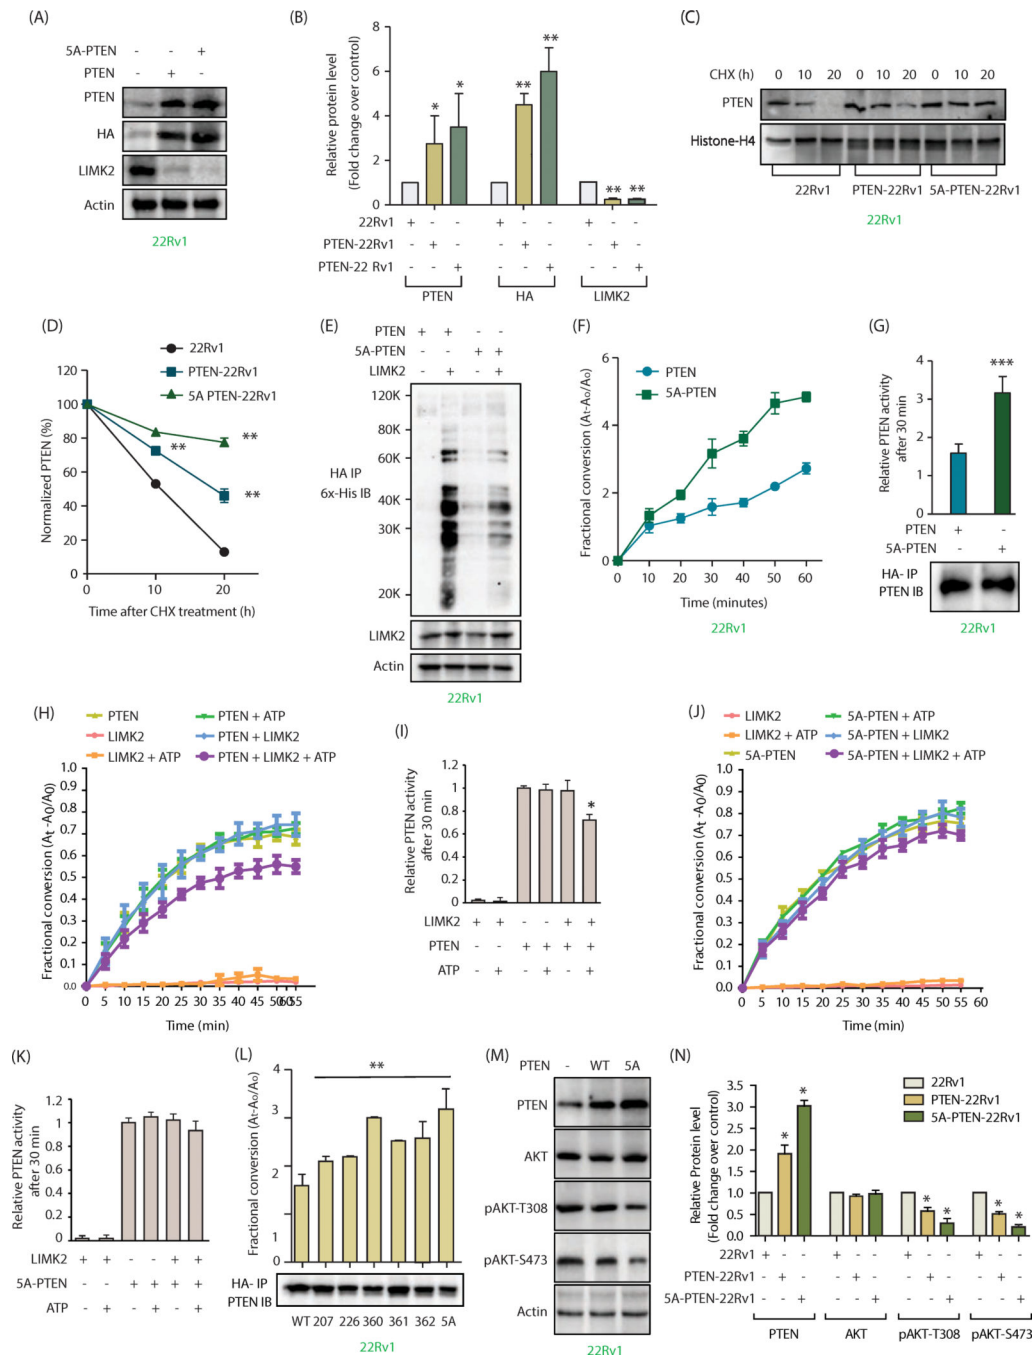 (A)
5A-PTEN - - +
PTEN - + -
PTEN
HA
LIMK2
Actin
22Rv1
(B)
Relative protein level
(Fold change over control)
8
6
4
2
0
* * ** ** ** **
22Rv1 + - - + - - + - -
PTEN-22Rv1 - + - - + - - + -
PTEN-22 Rv1 - - + - - + - - +
PTEN HA LIMK2
(C)
CHX (h) 0 10 20 0 10 20 0 10 20
PTEN
Histone-H4
22Rv1 PTEN-22Rv1 5A-PTEN-22Rv1
22Rv1
(D)
22Rv1
PTEN-22Rv1
5A PTEN-22Rv1
Normalized PTEN (%)
120
100
80
60
40
20
0
** ** **
0 10 20
Time after CHX treatment (h)
(E)
PTEN + + - -
5A-PTEN - - + +
LIMK2 - + - +
120K
80K
60K
40K
30K
20K
HA IP
6x-His IB
LIMK2
Actin
22Rv1
(F)
PTEN
5A-PTEN
Fractional conversion (At-A0/A0)
6
4
2
0
0 10 20 30 40 50 60
Time (minutes)
22Rv1
(G)
Relative PTEN activity
after 30 min
4
3
2
1
0
***
PTEN + -
5A-PTEN - +
HA- IP
PTEN IB
22Rv1
(H)
PTEN
LIMK2
LIMK2 + ATP
PTEN + ATP
PTEN + LIMK2
PTEN + LIMK2 + ATP
Fractional conversion (At -A0/A0)
1.0
0.9
0.8
0.7
0.6
0.5
0.4
0.3
0.2
0.1
0.0
0 5 10 15 20 25 30 35 40 45 50 60 55
Time (min)
(I)
Relative PTEN activity
after 30 min
1.2
1
0.8
0.6
0.4
0.2
0
*
LIMK2 + + - - + +
PTEN - - + + + +
ATP - + - + - +
(J)
LIMK2
LIMK2 + ATP
5A-PTEN
5A-PTEN + ATP
5A-PTEN + LIMK2
5A-PTEN + LIMK2 + ATP
Fractional conversion (At -A0/A0)
1.0
0.9
0.8
0.7
0.6
0.5
0.4
0.3
0.2
0.1
0.0
0 5 10 15 20 25 30 35 40 45 50 55 60
Time (min)
(K)
Relative PTEN activity
after 30 min
1.2
1
0.8
0.6
0.4
0.2
0
LIMK2 + + - - + +
5A-PTEN - - + + + +
ATP - + - + - +
(L)
Fractional conversion (At-A0/A0)
4
3
2
1
0
**
HA- IP
PTEN IB
WT 207 226 360 361 362 5A
22Rv1
(M)
PTEN - WT 5A
PTEN
AKT
pAKT-T308
pAKT-S473
Actin
22Rv1
(N)
22Rv1
PTEN-22Rv1
5A-PTEN-22Rv1
Relative Protein level
(Fold change over control)
3.5
3.0
2.5
2.0
1.5
1.0
0.5
0.0
* * * * * *
22Rv1 + - - + - - + - - + - -
PTEN-22Rv1 - + - - + - - + - - + -
5A-PTEN-22Rv1 - - + - - + - - + - - +
PTEN AKT pAKT-T308 pAKT-S473